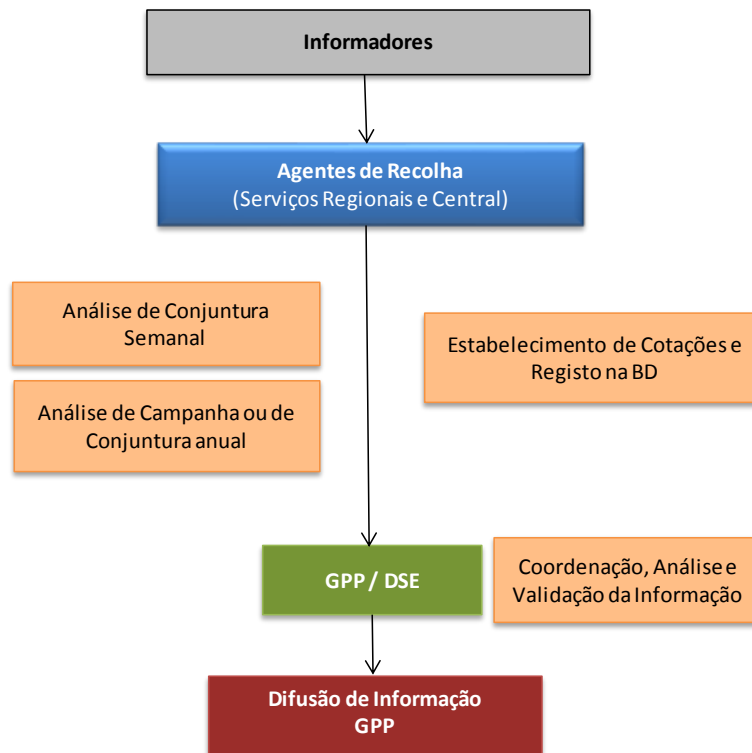 Informadores
Agentes de Recolha
(Serviços Regionais e Central)
Análise de Conjuntura
Semanal
Estabelecimento de Cotações e
Registo na BD
Análise de Campanha ou de
Conjuntura anual
GPP / DSE
Coordenação, Análise e
Validação da Informação
Difusão de Informação
GPP